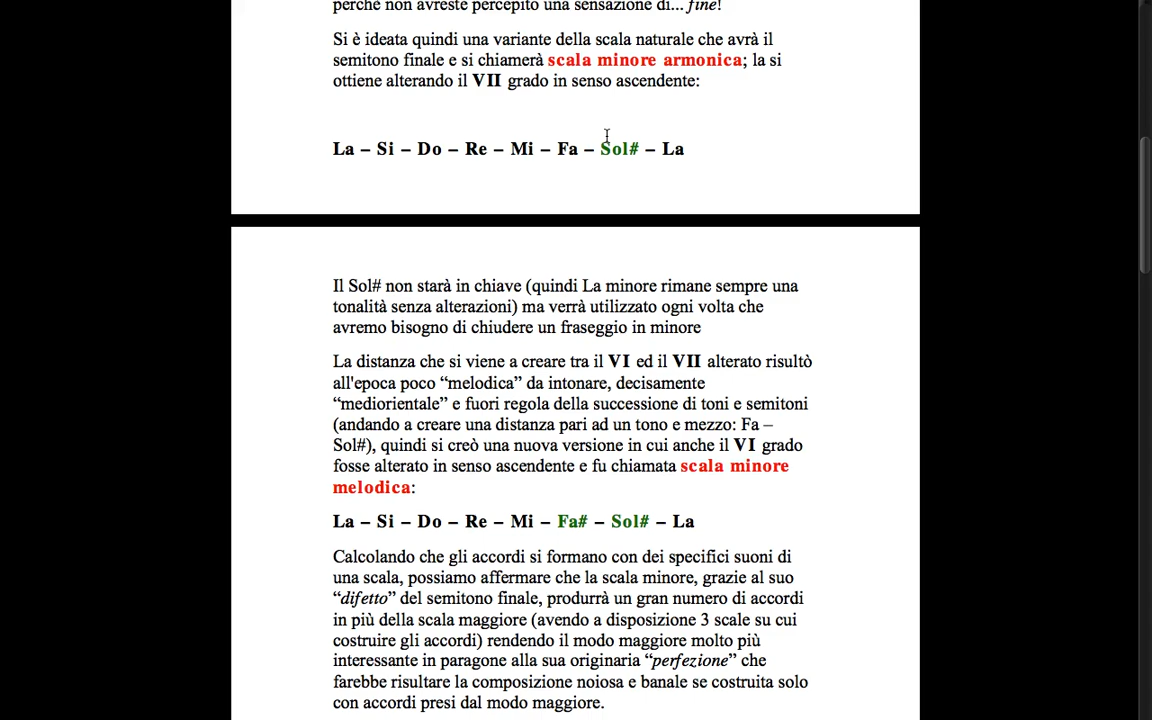 perché non avreste percepito una sensazione di... fine!
Si è ideata quindi una variante della scala naturale che avrà il
semitono finale e si chiamerà scala minore armonica; la si
ottiene alterando il VII grado in senso ascendente:
La – Si – Do – Re – Mi – Fa – Sol# – La
Il Sol# non starà in chiave (quindi La minore rimane sempre una
tonalità senza alterazioni) ma verrà utilizzato ogni volta che
avremo bisogno di chiudere un fraseggio in minore
La distanza che si viene a creare tra il VI ed il VII alterato risultò
all'epoca poco “melodica” da intonare, decisamente
“mediorientale” e fuori regola della successione di toni e semitoni
(andando a creare una distanza pari ad un tono e mezzo: Fa –
Sol#), quindi si creò una nuova versione in cui anche il VI grado
fosse alterato in senso ascendente e fu chiamata scala minore
melodica:
La – Si – Do – Re – Mi – Fa# – Sol# – La
Calcolando che gli accordi si formano con dei specifici suoni di
una scala, possiamo affermare che la scala minore, grazie al suo
“difetto” del semitono finale, produrrà un gran numero di accordi
in più della scala maggiore (avendo a disposizione 3 scale su cui
costruire gli accordi) rendendo il modo maggiore molto più
interessante in paragone alla sua originaria “perfezione” che
farebbe risultare la composizione noiosa e banale se costruita solo
con accordi presi dal modo maggiore.